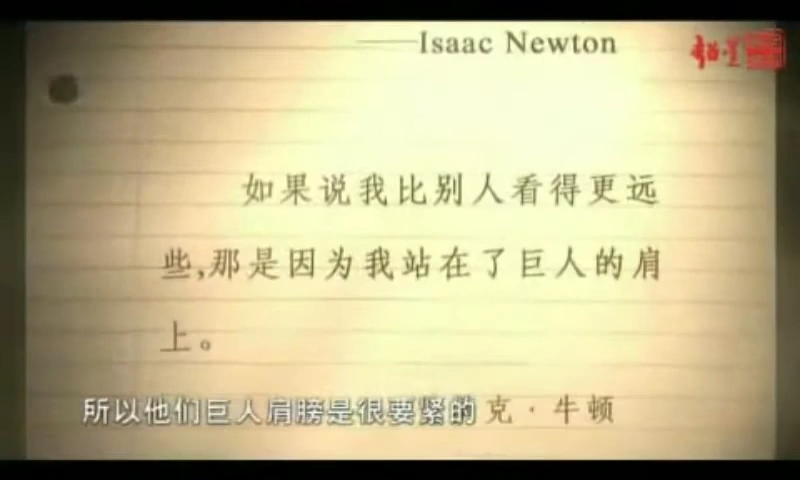 ——Isaac Newton
如果说我比别人看得更远
些,那是因为我站在了巨人的肩
上。
克·牛顿
所以他们巨人肩膀是很要紧的